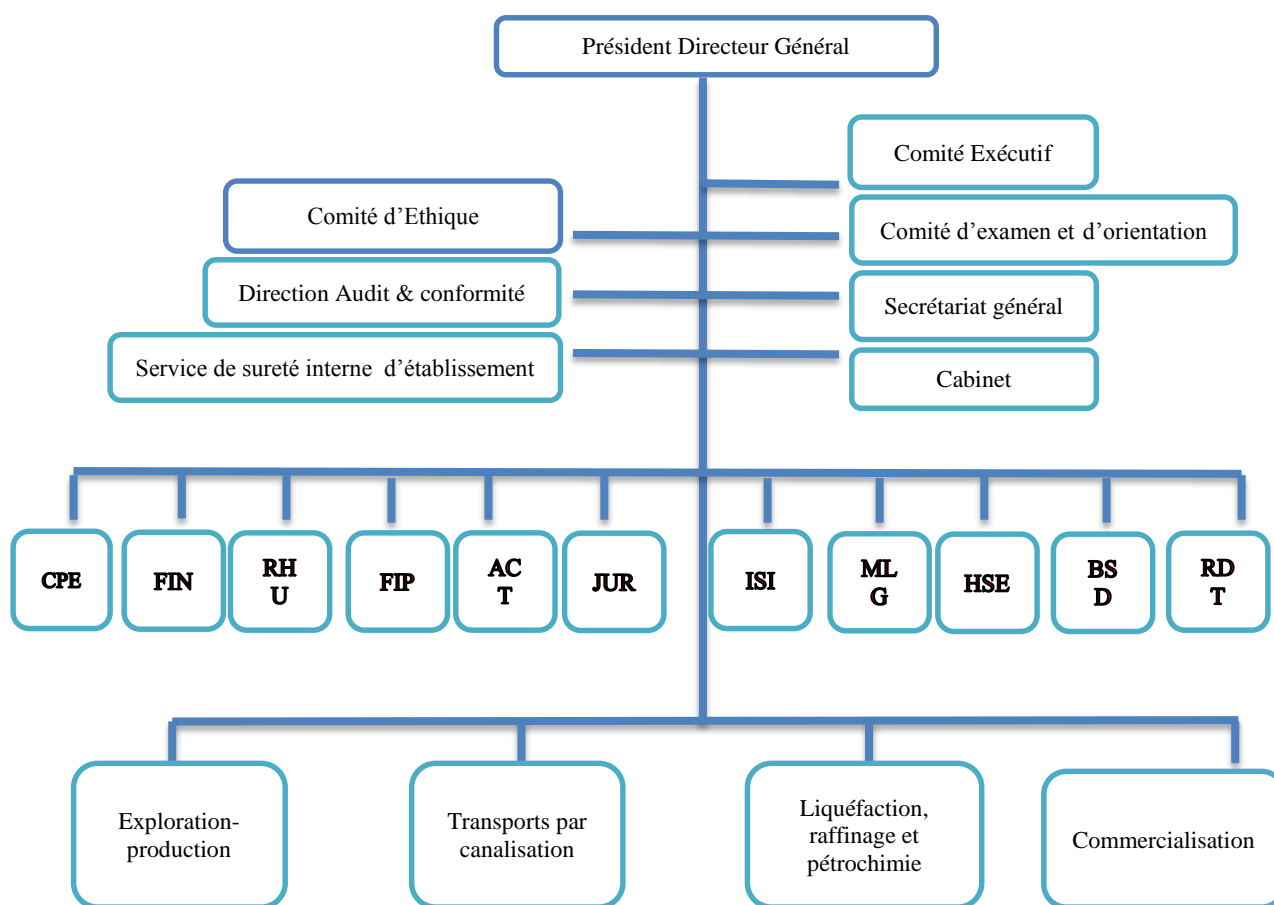 Président Directeur Général
Comité Exécutif
Comité d'Ethique
Comité d'examen et d'orientation
Direction Audit & conformité
Secrétariat général
Service de sureté interne d'établissement
Cabinet
CPE
FIN
RH
U
FIP
AC
T
JUR
ISI
ML
G
HSE
BS
D
RD
T
Exploration-
production
Transports par
canalisation
Liquéfaction,
raffinage et
pétrochimie
Commercialisation